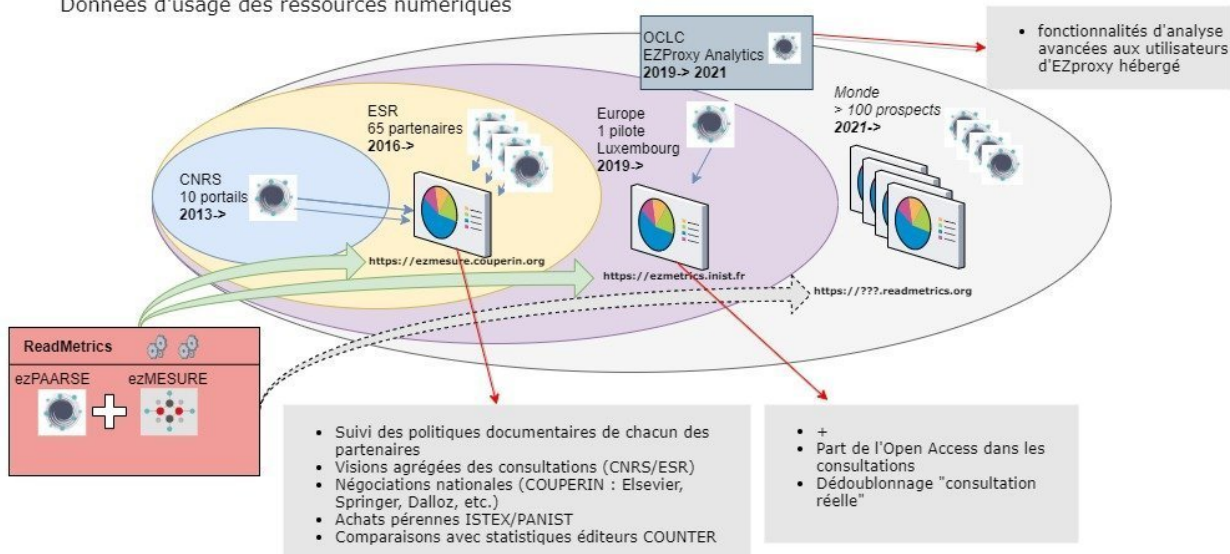 Données d'usage des ressources numériques
OCLC
EZProxy Analytics
2019-> 2021
• fonctionnalités d'analyse
avancées aux utilisateurs
d'EZproxy hébergé
ESR
65 partenaires
2016->
Europe
1 pilote
Luxembourg
2019->
Monde
> 100 prospects
2021->
CNRS
10 portails
2013->
https://ezmesure.couperin.org
https://ezmetrics.inist.fr
https://???.readmetrics.org
ReadMetrics
ezPAARSE
ezMESURE
• Suivi des politiques documentaires de chacun des
partenaires
• Visions agrégées des consultations (CNRS/ESR)
• Négociations nationales (COUPERIN : Elsevier,
Springer, Dalloz, etc.)
• Achats pérennes ISTEX/PANIST
• Comparaisons avec statistiques éditeurs COUNTER
• +
• Part de l'Open Access dans les
consultations
• Dédoublonnage "consultation
réelle"